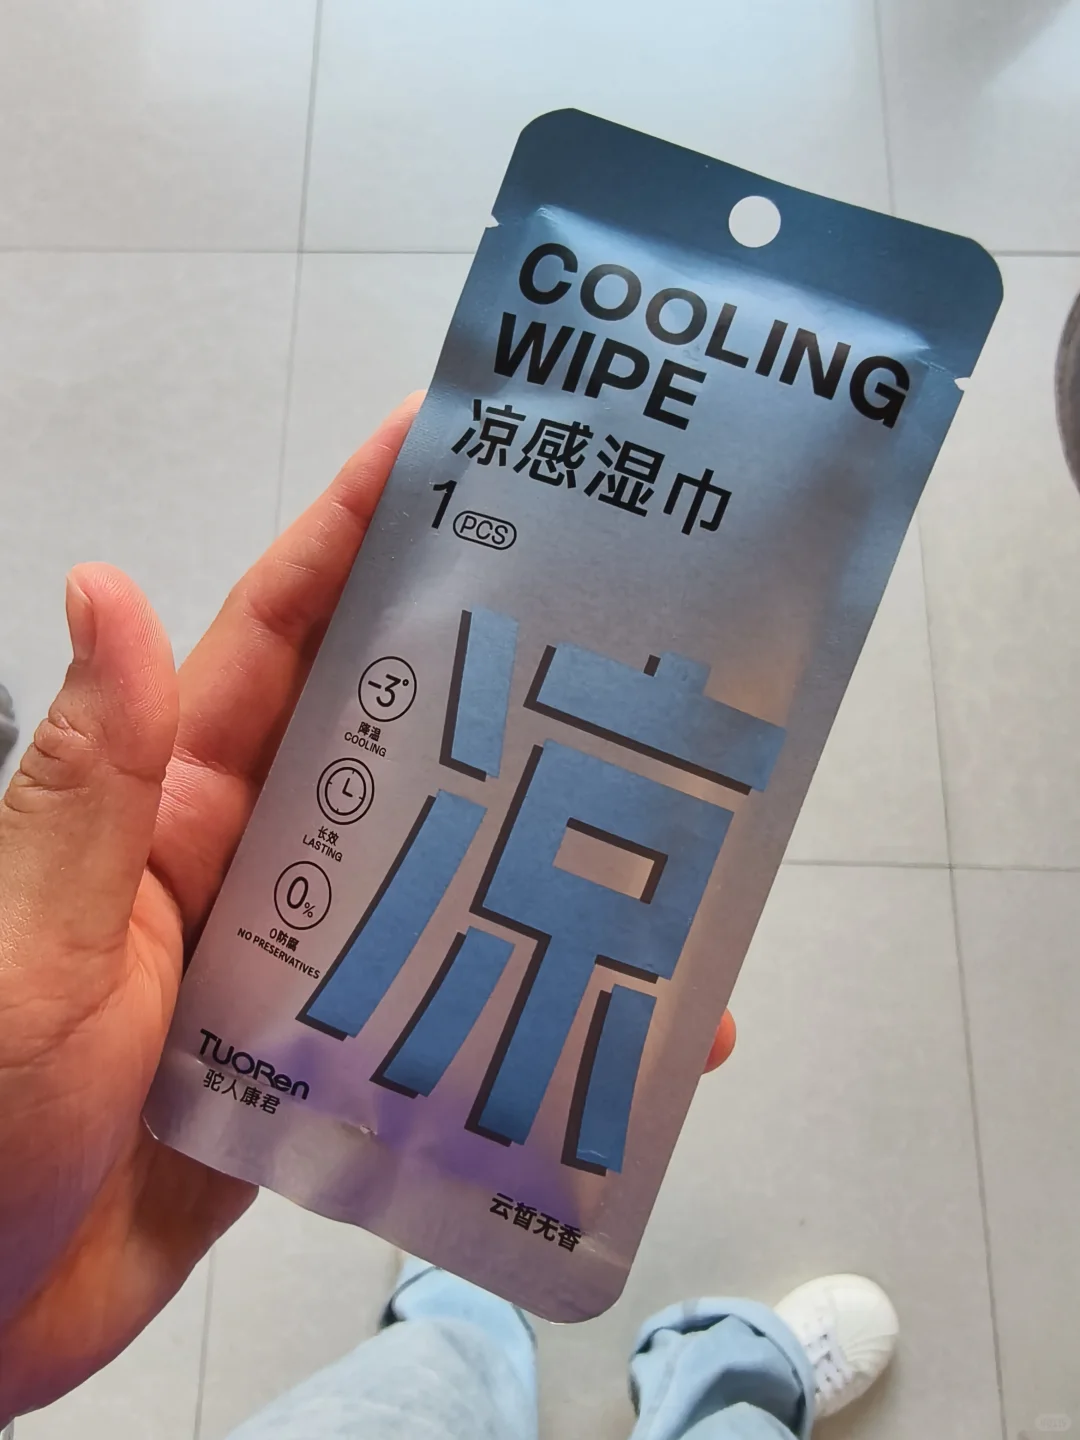 COOLING
WIPE
凉感湿巾
1 PCS
凉
-3°
降温
COOLING
长效
LASTING
0%
0防腐
NO PRESERVATIVES
TUORen
驼人康君
云皙无香